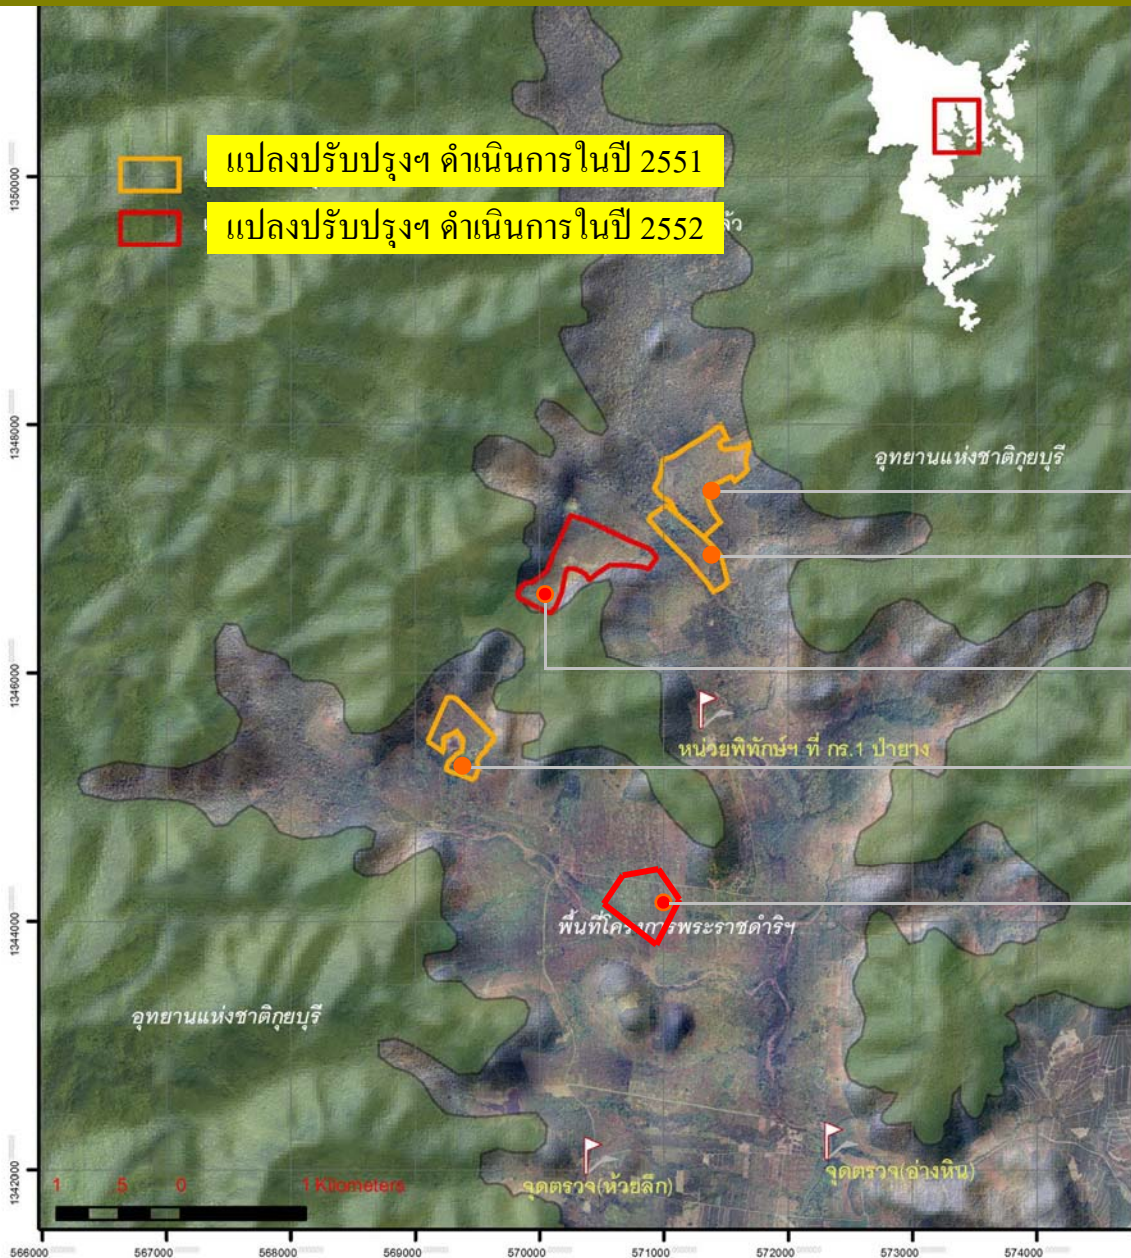 แปลงปรับปรุงฯ ดำเนินการในปี 2551
แปลงปรับปรุงฯ ดำเนินการในปี 2552
1350000
1348000
อุทยานแห่งชาติกุยบุรี
1346000
หน่วยพิทักษ์ฯ ที่ กร.1 ป่ายาง
1344000
พื้นที่โครงการพระราชดำริฯ
อุทยานแห่งชาติกุยบุรี
1342000
จุดตรวจ(ห้วยลึก)
จุดตรวจ(อ่างหิน)
1 .5 0 1 Kilometers
566000 567000 568000 569000 570000 571000 572000 573000 574000